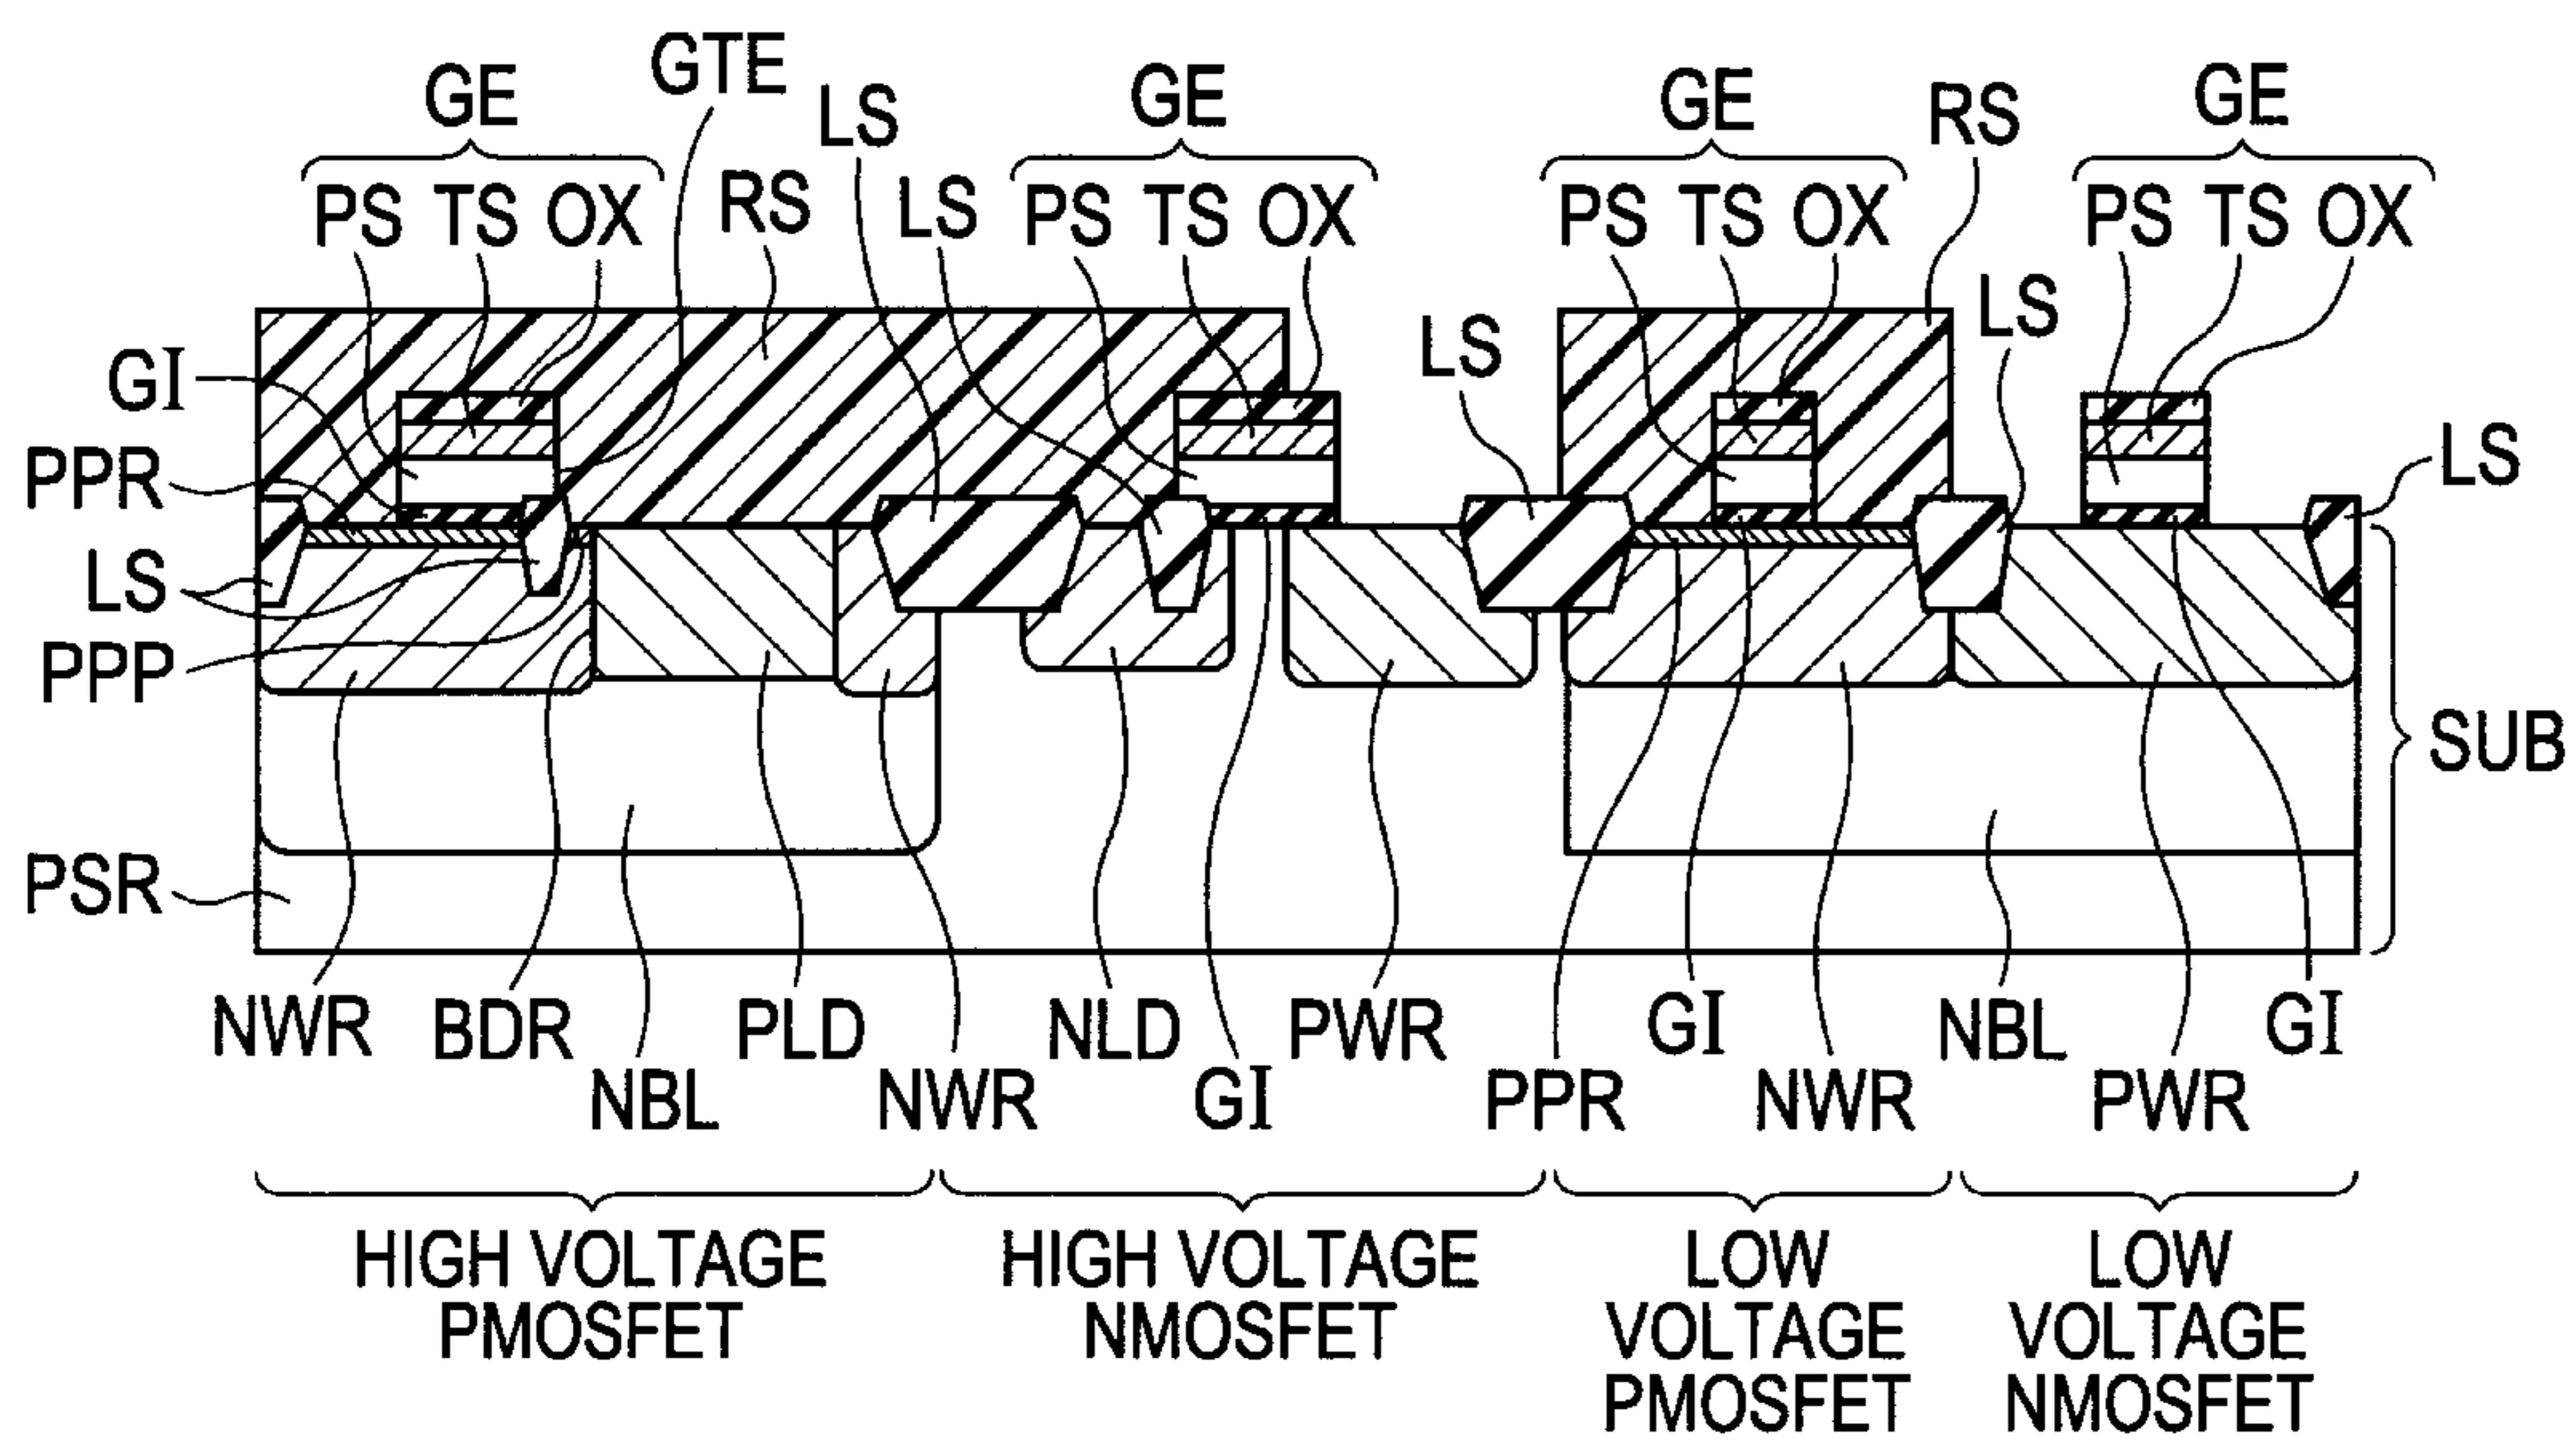 GE GTE LS GE GE RS GE
PS TS OX RS LS PS TS OX PS TS OX PS TS OX
LS
LS
GI
PPR
LS
LS
PPP
SUB
PSR
NWR BDR PLD NLD PWR GI NBL GI
NBL NWR GI PPR NWR PWR
HIGH VOLTAGE
PMOSFET
HIGH VOLTAGE
NMOSFET
LOW
VOLTAGE
PMOSFET
LOW
VOLTAGE
NMOSFET